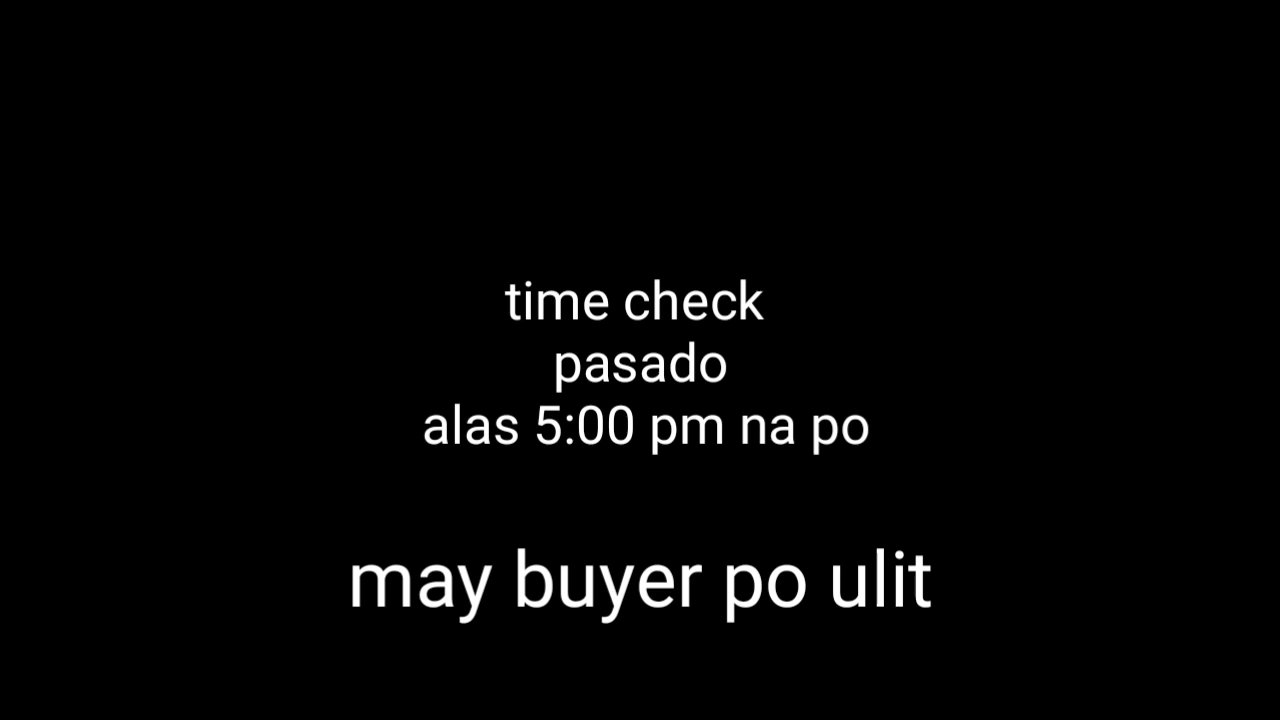 time check
pasado
alas 5:00 pm na po
may buyer po ulit